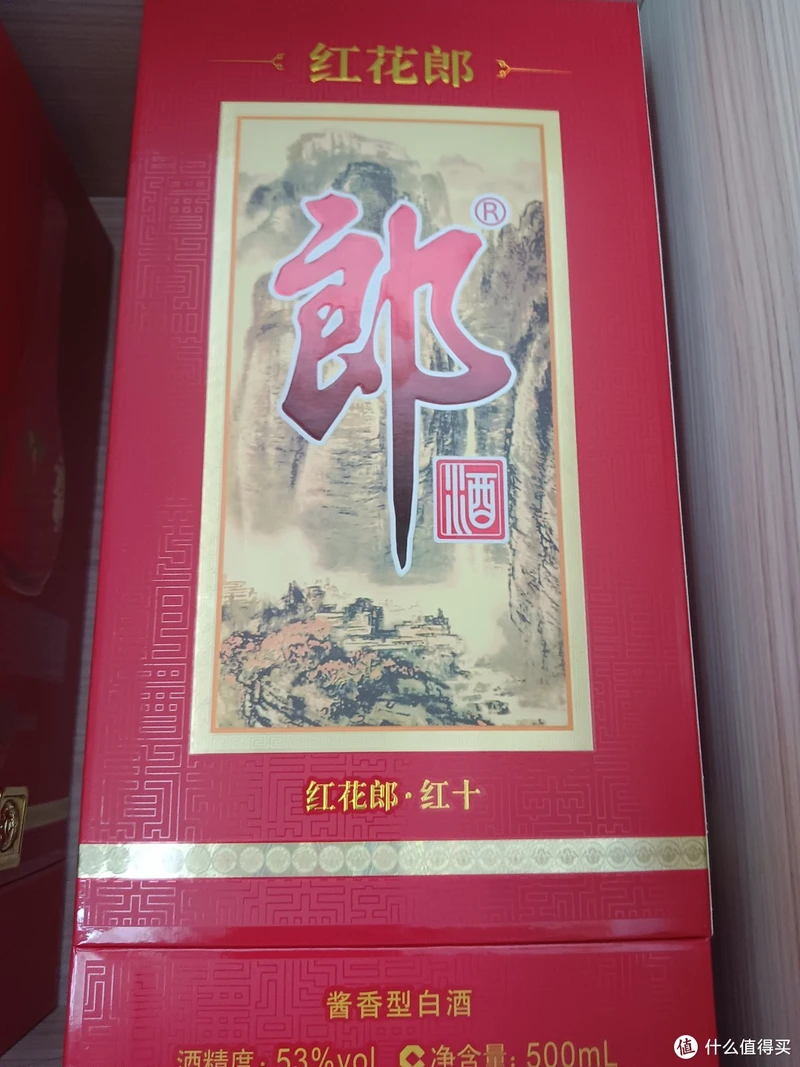 红花郎
郎®
酒
红花郎·红十
酱香型白酒
酒精度:53%vol 净含量:500mL
值 什么值得买